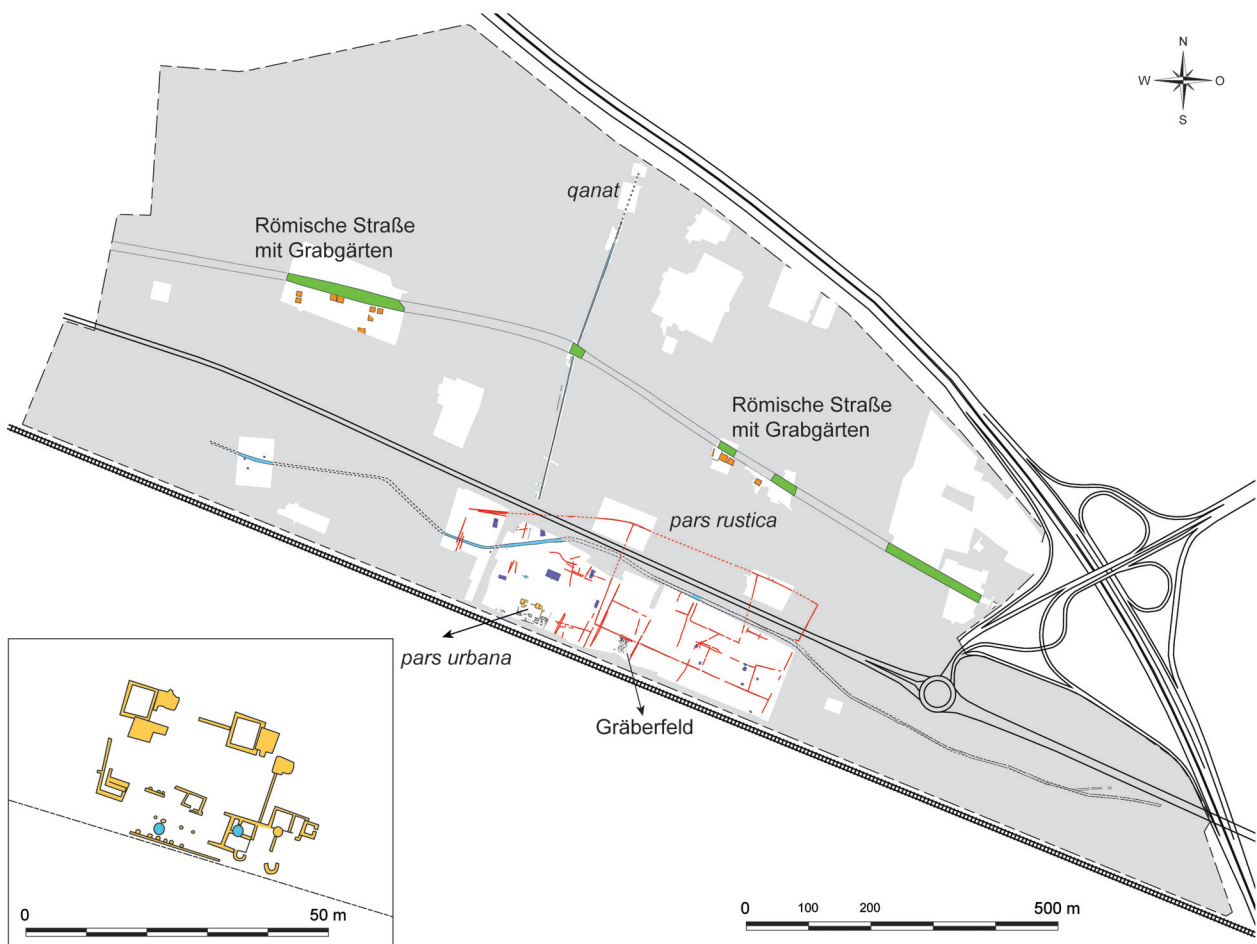 N
W O
S
qanat
Römische Straße
mit Grabgärten
Römische Straße
mit Grabgärten
pars rustica
pars urbana
Gräberfeld
0 50 m
0 100 200 500 m